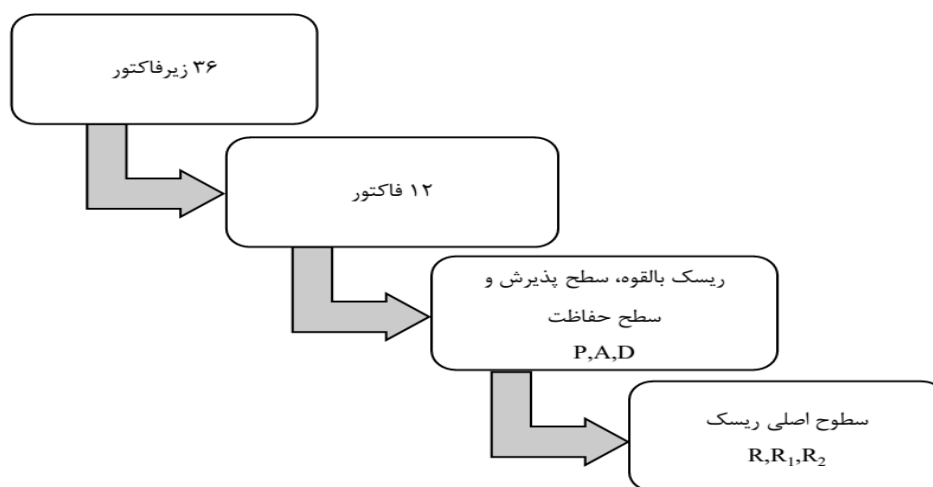 ۳۶ زیرفاکتور
۱۲ فاکتور
ریسک بالقوه، سطح پذیرش و
سطح حفاظت
P,A,D
سطوح اصلی ریسک
R,R₁,R₂